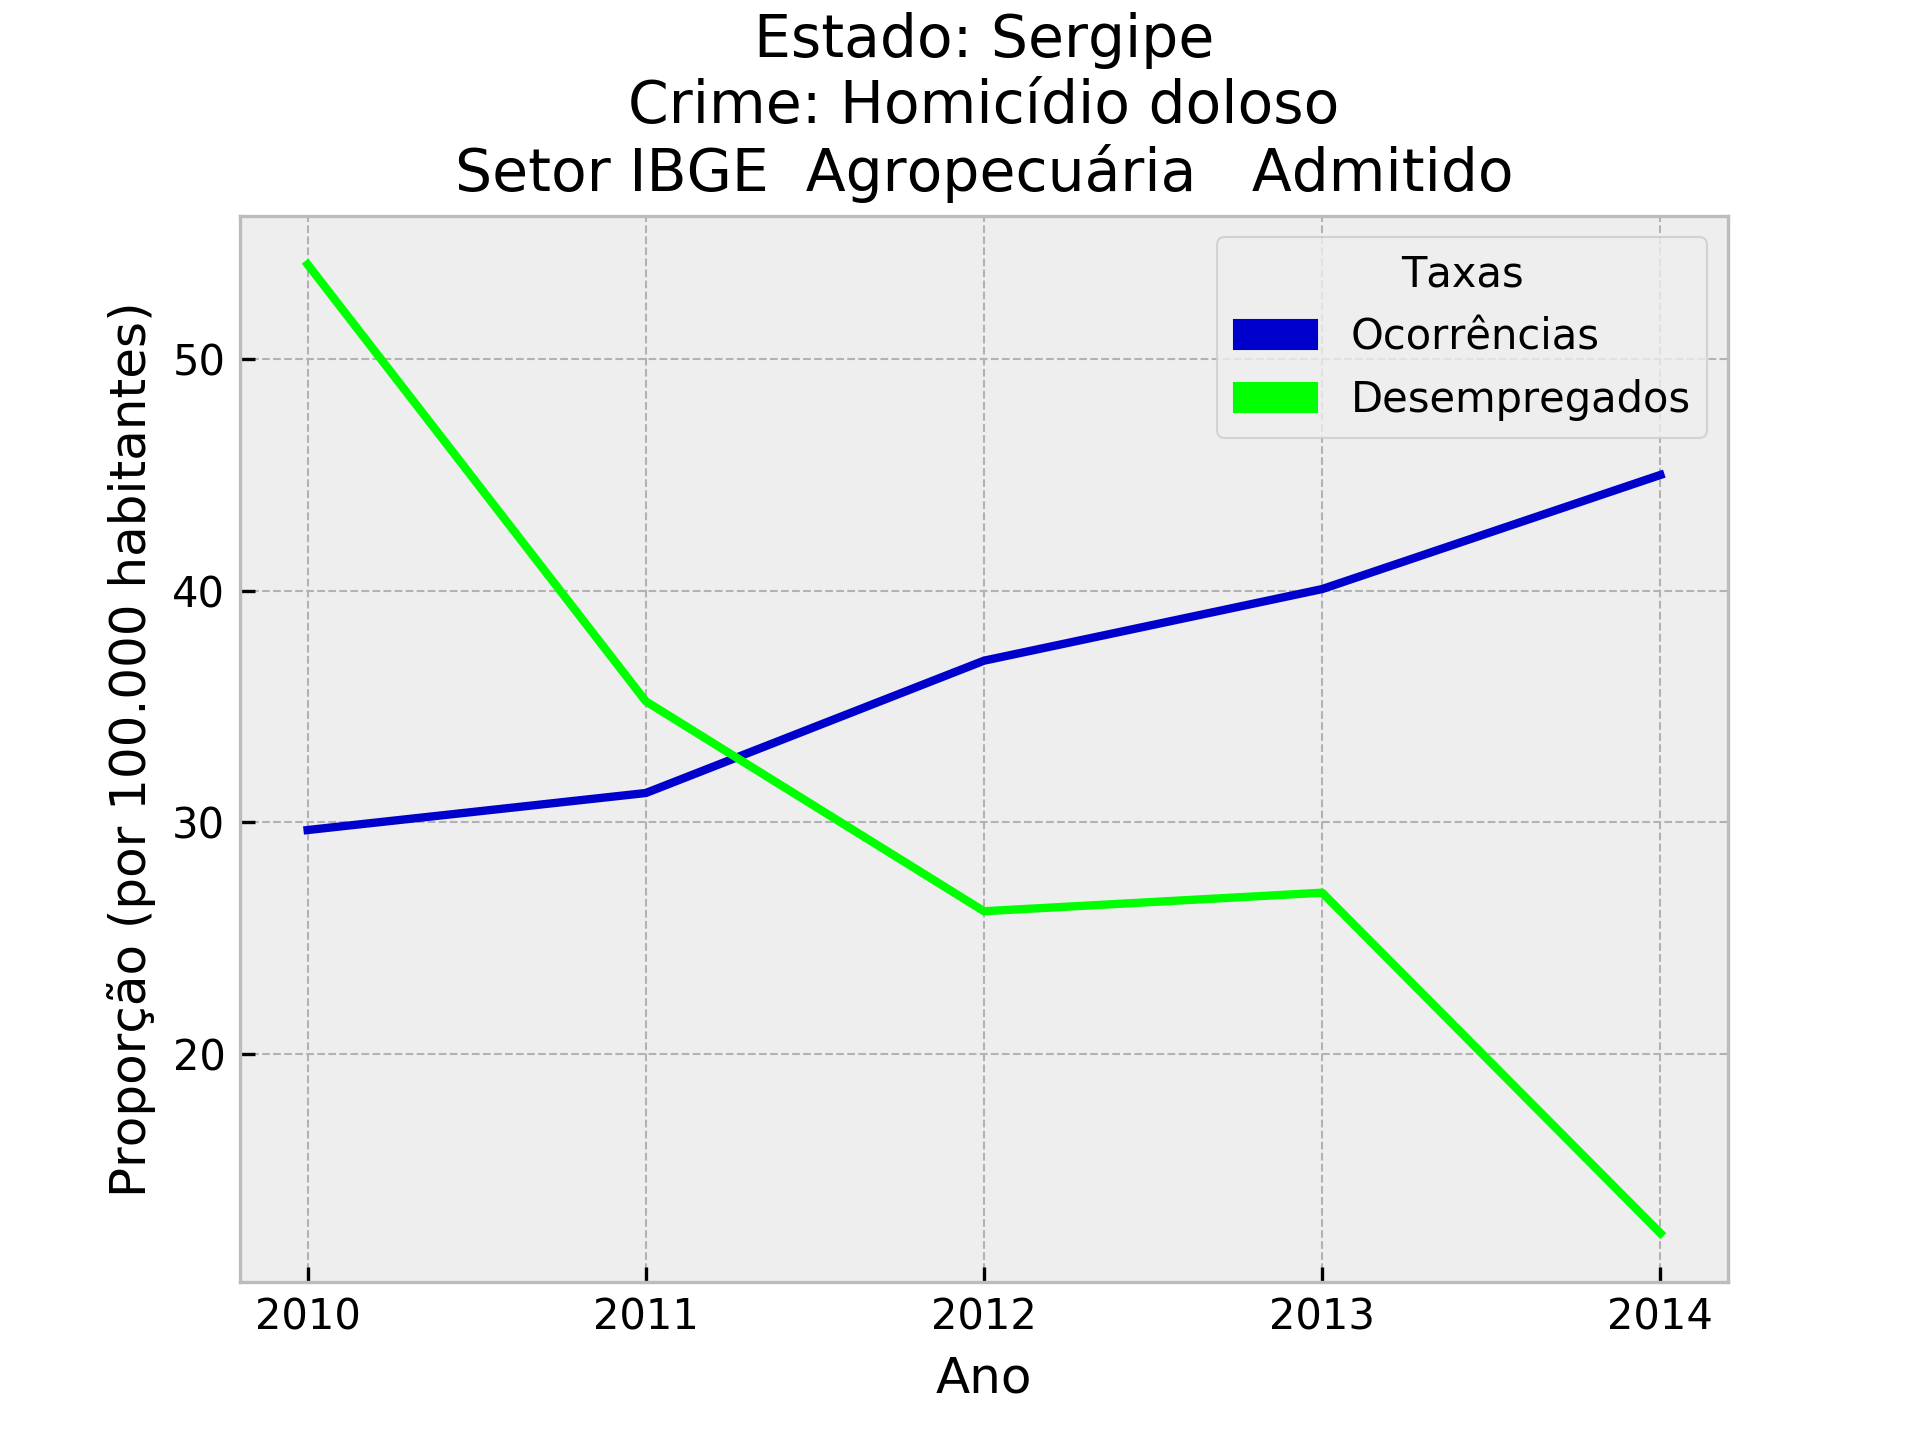 Estado: Sergipe
Crime: Homicídio doloso
Setor IBGE  Agropecuária   Admitido
Proporção (por 100.000 habitantes)
50
40
30
20
Taxas
Ocorrências
Desempregados
2010 2011 2012 2013 2014
Ano